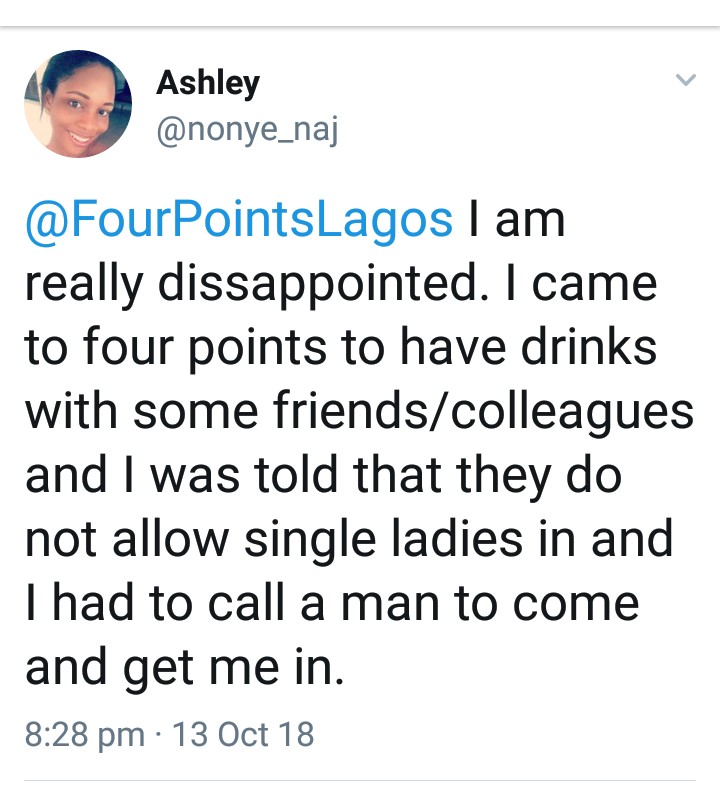 Ashley
@nonye_naj
@FourPointsLagos I am
really dissappointed. I came
to four points to have drinks
with some friends/colleagues
and I was told that they do
not allow single ladies in and
I had to call a man to come
and get me in.
8:28 pm · 13 Oct 18